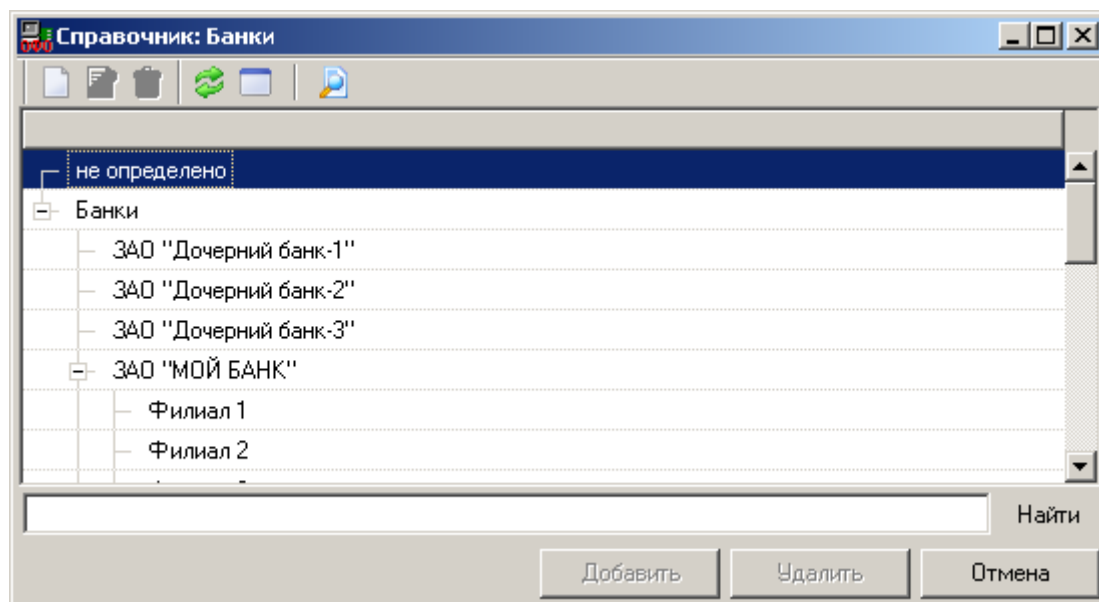 Справочник: Банки
не определено
Банки
ЗАО "Дочерний банк-1"
ЗАО "Дочерний банк-2"
ЗАО "Дочерний банк-3"
ЗАО "МОЙ БАНК"
Филиал 1
Филиал 2
Найти
Добавить Удалить Отмена